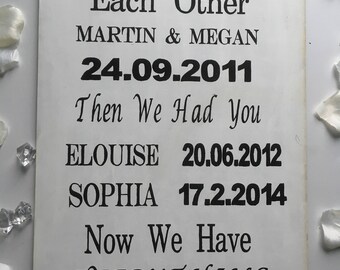 Each Other
MARTIN & MEGAN
24.09.2011
Then We Had You
ELOUISE 20.06.2012
SOPHIA 17.2.2014
Now We Have